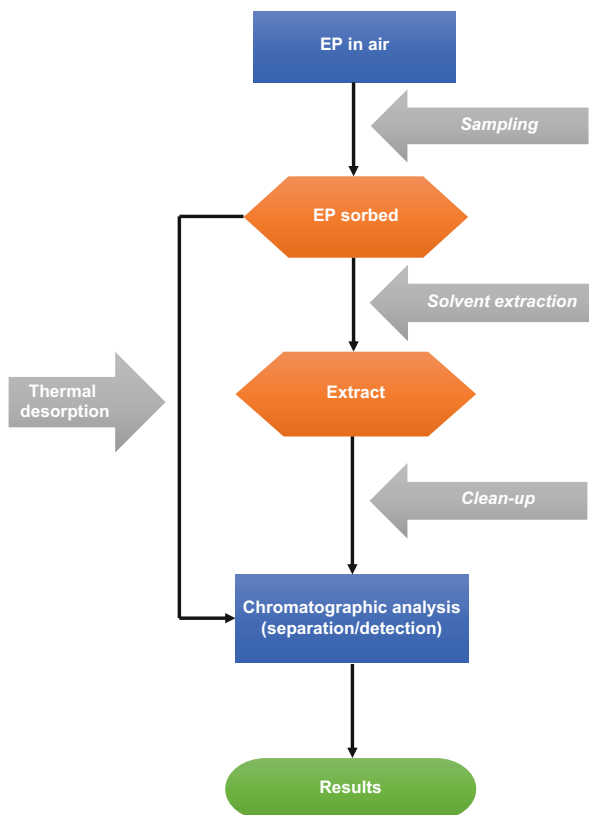 EP in air
Sampling
EP sorbed
Solvent extraction
Thermal
desorption
Extract
Clean-up
Chromatographic analysis
(separation/detection)
Results